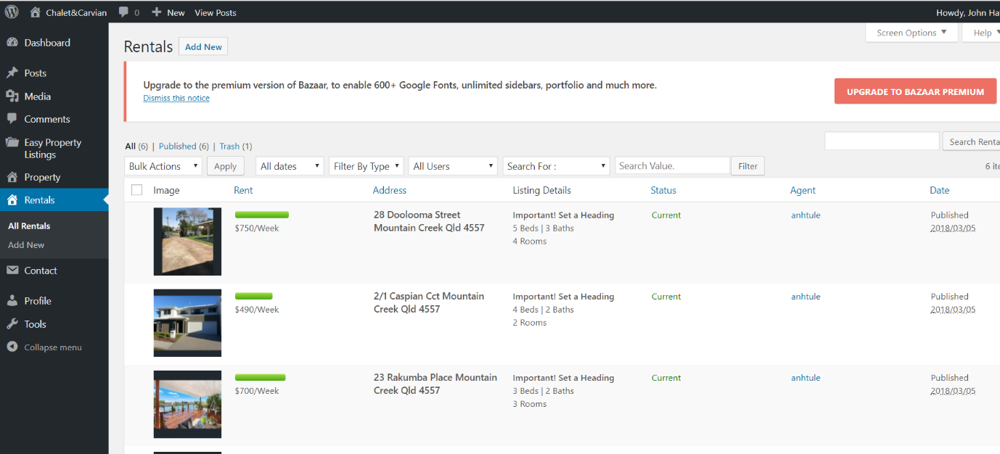 Chalet&Carvian 0 New View Posts Howdy, John
Screen Options Help
Dashboard
Posts
Media
Comments
Easy Property
Listings
Property
Rentals
All Rentals
Add New
Contact
Profile
Tools
Collapse menu
Rentals Add New
Upgrade to the premium version of Bazaar, to enable 600+ Google Fonts, unlimited sidebars, portfolio and much more.
Dismiss this notice
UPGRADE TO BAZAAR PREMIUM
All (6) | Published (6) | Trash (1)
Search
Bulk Actions Apply All dates Filter By Type All Users Search For : Search Value. Filter
6
Image Rent Address Listing Details Status Agent Date
$750/Week
28 Doolooma Street
Mountain Creek Qld 4557
Important! Set a Heading
5 Beds | 3 Baths
4 Rooms
Current
anhtule
Published
2018/03/05
$490/Week
2/1 Caspian Cct Mountain
Creek Qld 4557
Important! Set a Heading
4 Beds | 2 Baths
2 Rooms
Current
anhtule
Published
2018/03/05
$700/Week
23 Rakumba Place Mountain
Creek Qld 4557
Important! Set a Heading
3 Beds | 2 Baths
3 Rooms
Current
anhtule
Published
2018/03/05